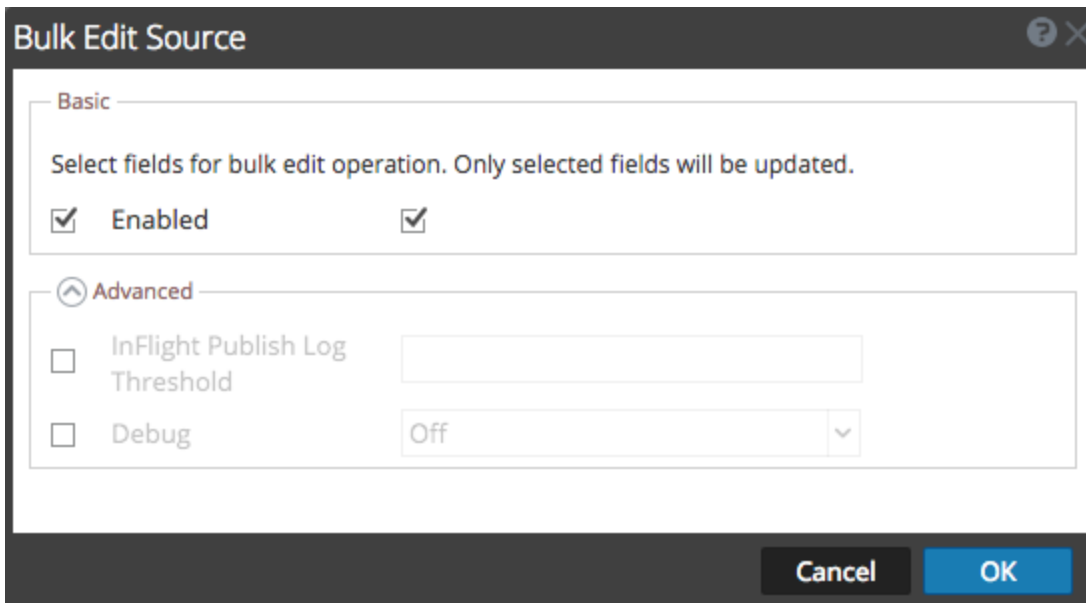 Bulk Edit Source
Basic
Select fields for bulk edit operation. Only selected fields will be updated.
Enabled
Advanced
InFlight Publish Log
Threshold
Debug
Off
Cancel
OK